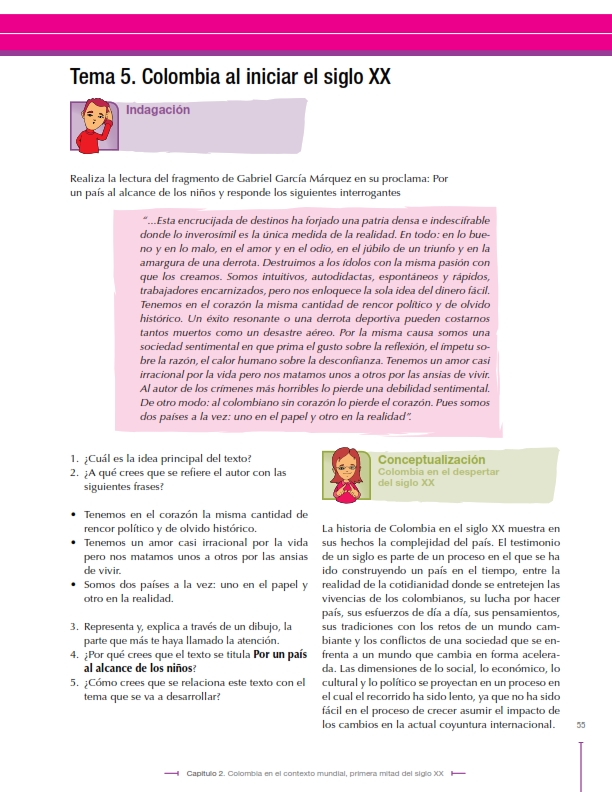 Tema 5. Colombia al iniciar el siglo XX
Indagación
Realiza la lectura del fragmento de Gabriel García Márquez en su proclama: Por
un país al alcance de los niños y responde los siguientes interrogantes
“...Esta encrucijada de destinos ha forjado una patria densa e indescifrable
donde lo inverosímil es la única medida de la realidad. En todo: en lo bue-
no y en lo malo, en el amor y en el odio, en el júbilo de un triunfo y en la
amargura de una derrota. Destruimos a los ídolos con la misma pasión con
que los creamos. Somos intuitivos, autodidactas, espontáneos y rápidos,
trabajadores encarnizados, pero nos enloquece la sola idea del dinero fácil.
Tenemos en el corazón la misma cantidad de rencor político y de olvido
histórico. Un éxito resonante o una derrota deportiva pueden costarnos
tantos muertos como un desastre aéreo. Por la misma causa somos una
sociedad sentimental en que prima el gusto sobre la reflexión, el ímpetu so-
bre la razón, el calor humano sobre la desconfianza. Tenemos un amor casi
irracional por la vida pero nos matamos unos a otros por las ansias de vivir.
Al autor de los crímenes más horribles lo pierde una debilidad sentimental.
De otro modo: al colombiano sin corazón lo pierde el corazón. Pues somos
dos países a la vez: uno en el papel y otro en la realidad”.
1. ¿Cuál es la idea principal del texto?
2. ¿A qué crees que se refiere el autor con las
siguientes frases?
• Tenemos en el corazón la misma cantidad de
rencor político y de olvido histórico.
• Tenemos un amor casi irracional por la vida
pero nos matamos unos a otros por las ansias
de vivir.
• Somos dos países a la vez: uno en el papel y
otro en la realidad.
3. Representa y, explica a través de un dibujo, la
parte que más te haya llamado la atención.
4. ¿Por qué crees que el texto se titula Por un país
al alcance de los niños?
5. ¿Cómo crees que se relaciona este texto con el
tema que se va a desarrollar?
Conceptualización
Colombia en el despertar
del siglo XX
La historia de Colombia en el siglo XX muestra en
sus hechos la complejidad del país. El testimonio
de un siglo es parte de un proceso en el que se ha
ido construyendo un país en el tiempo, entre la
realidad de la cotidianidad donde se entretejen las
vivencias de los colombianos, su lucha por hacer
país, sus esfuerzos de día a día, sus pensamientos,
sus tradiciones con los retos de un mundo cam-
biante y los conflictos de una sociedad que se en-
frenta a un mundo que cambia en forma acelera-
da. Las dimensiones de lo social, lo económico, lo
cultural y lo político se proyectan en un proceso en
el cual el recorrido ha sido lento, ya que no ha sido
fácil en el proceso de crecer asumir el impacto de
los cambios en la actual coyuntura internacional.
55
Capítulo 2. Colombia en el contexto mundial, primera mitad del siglo XX